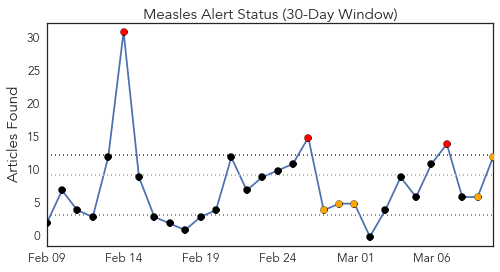 Measles Alert Status (30-Day Window)
Articles Found
30
25
20
15
10
5
0
Feb 09 Feb 14 Feb 19 Feb 24 Mar 01 Mar 06